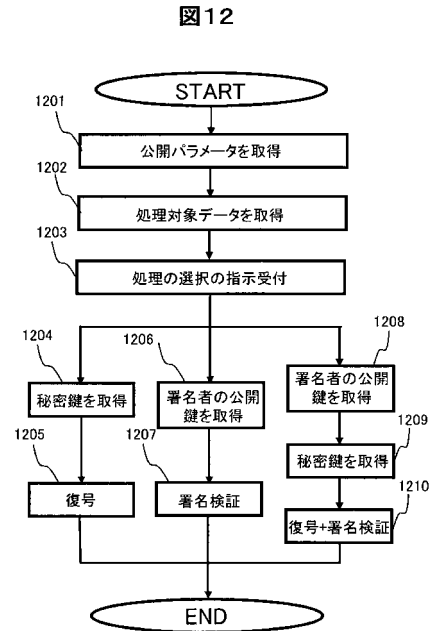 図12
START
1201
公開パラメータを取得
1202
処理対象データを取得
1203
処理の選択の指示受付
1204
秘密鍵を取得
1205
復号
1206
署名者の公開
鍵を取得
1207
署名検証
1208
署名者の公開
鍵を取得
1209
秘密鍵を取得
1210
復号+署名検証
END